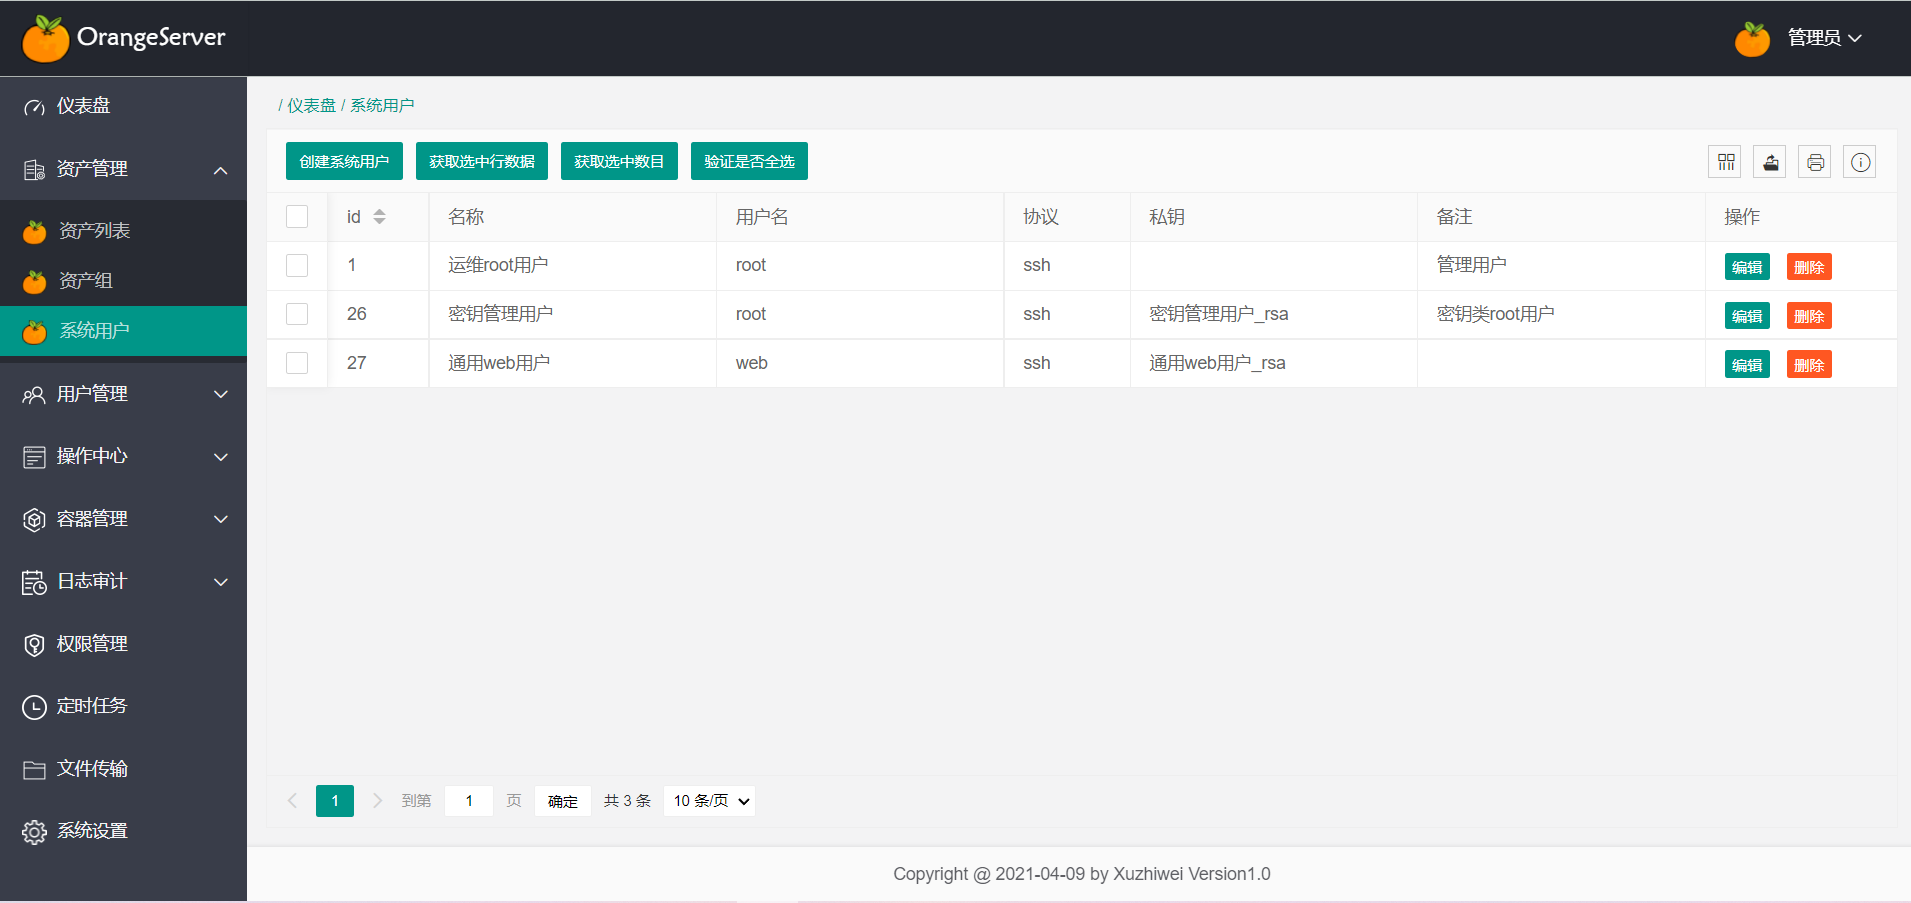 OrangeServer
管理员
仪表盘
资产管理
资产列表
资产组
系统用户
用户管理
操作中心
容器管理
日志审计
权限管理
定时任务
文件传输
系统设置
/ 仪表盘 / 系统用户
创建系统用户 获取选中行数据 获取选中数目 验证是否全选
id 名称 用户名 协议 私钥 备注 操作
1 运维root用户 root ssh 管理用户 编辑 删除
26 密钥管理用户 root ssh 密钥管理用户_rsa 密钥类root用户 编辑 删除
27 通用web用户 web ssh 通用web用户_rsa 编辑 删除
1 到第 1 页 确定 共 3 条 10 条/页
Copyright @ 2021-04-09 by Xuzhiwei Version1.0